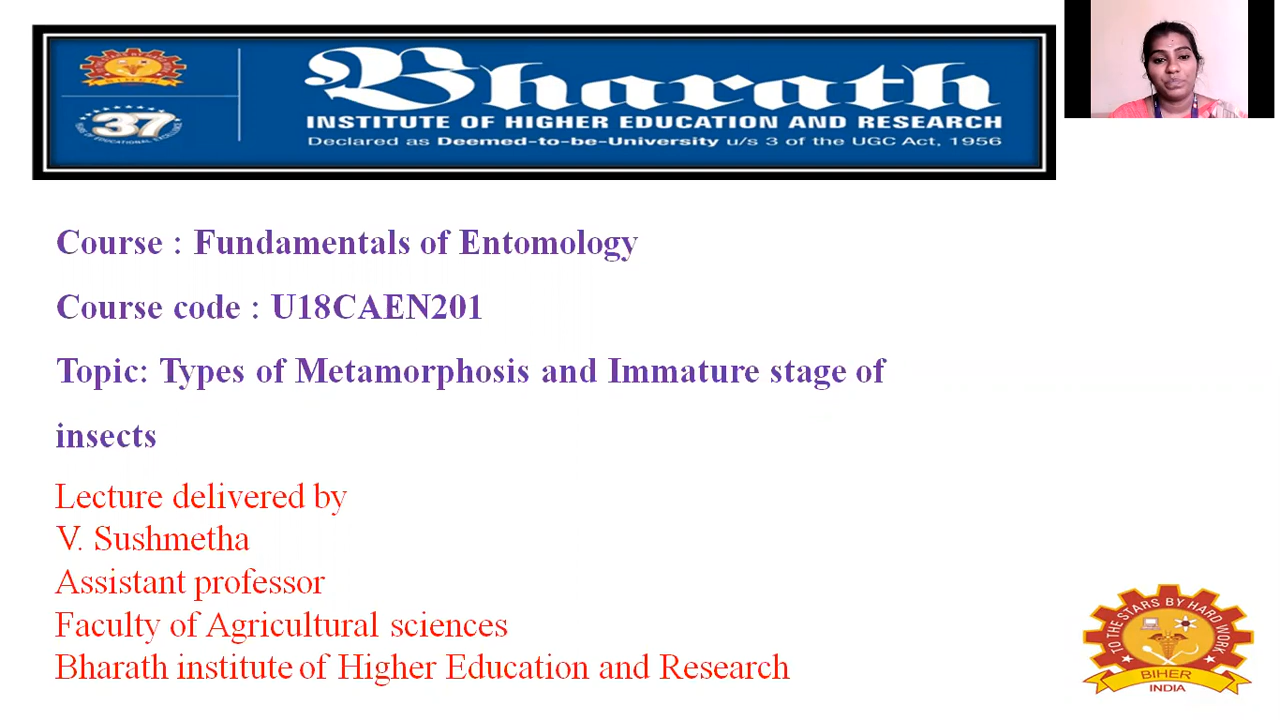 Bharath
INSTITUTE OF HIGHER EDUCATION AND RESEARCH
Declared as Deemed-to-be-University u/s 3 of the UGC Act, 1956
37
Course : Fundamentals of Entomology
Course code : U18CAEN201
Topic: Types of Metamorphosis and Immature stage of
insects
Lecture delivered by
V. Sushmetha
Assistant professor
Faculty of Agricultural sciences
Bharath institute of Higher Education and Research
TO THE STARS BY HARD WORK
BIHER
INDIA